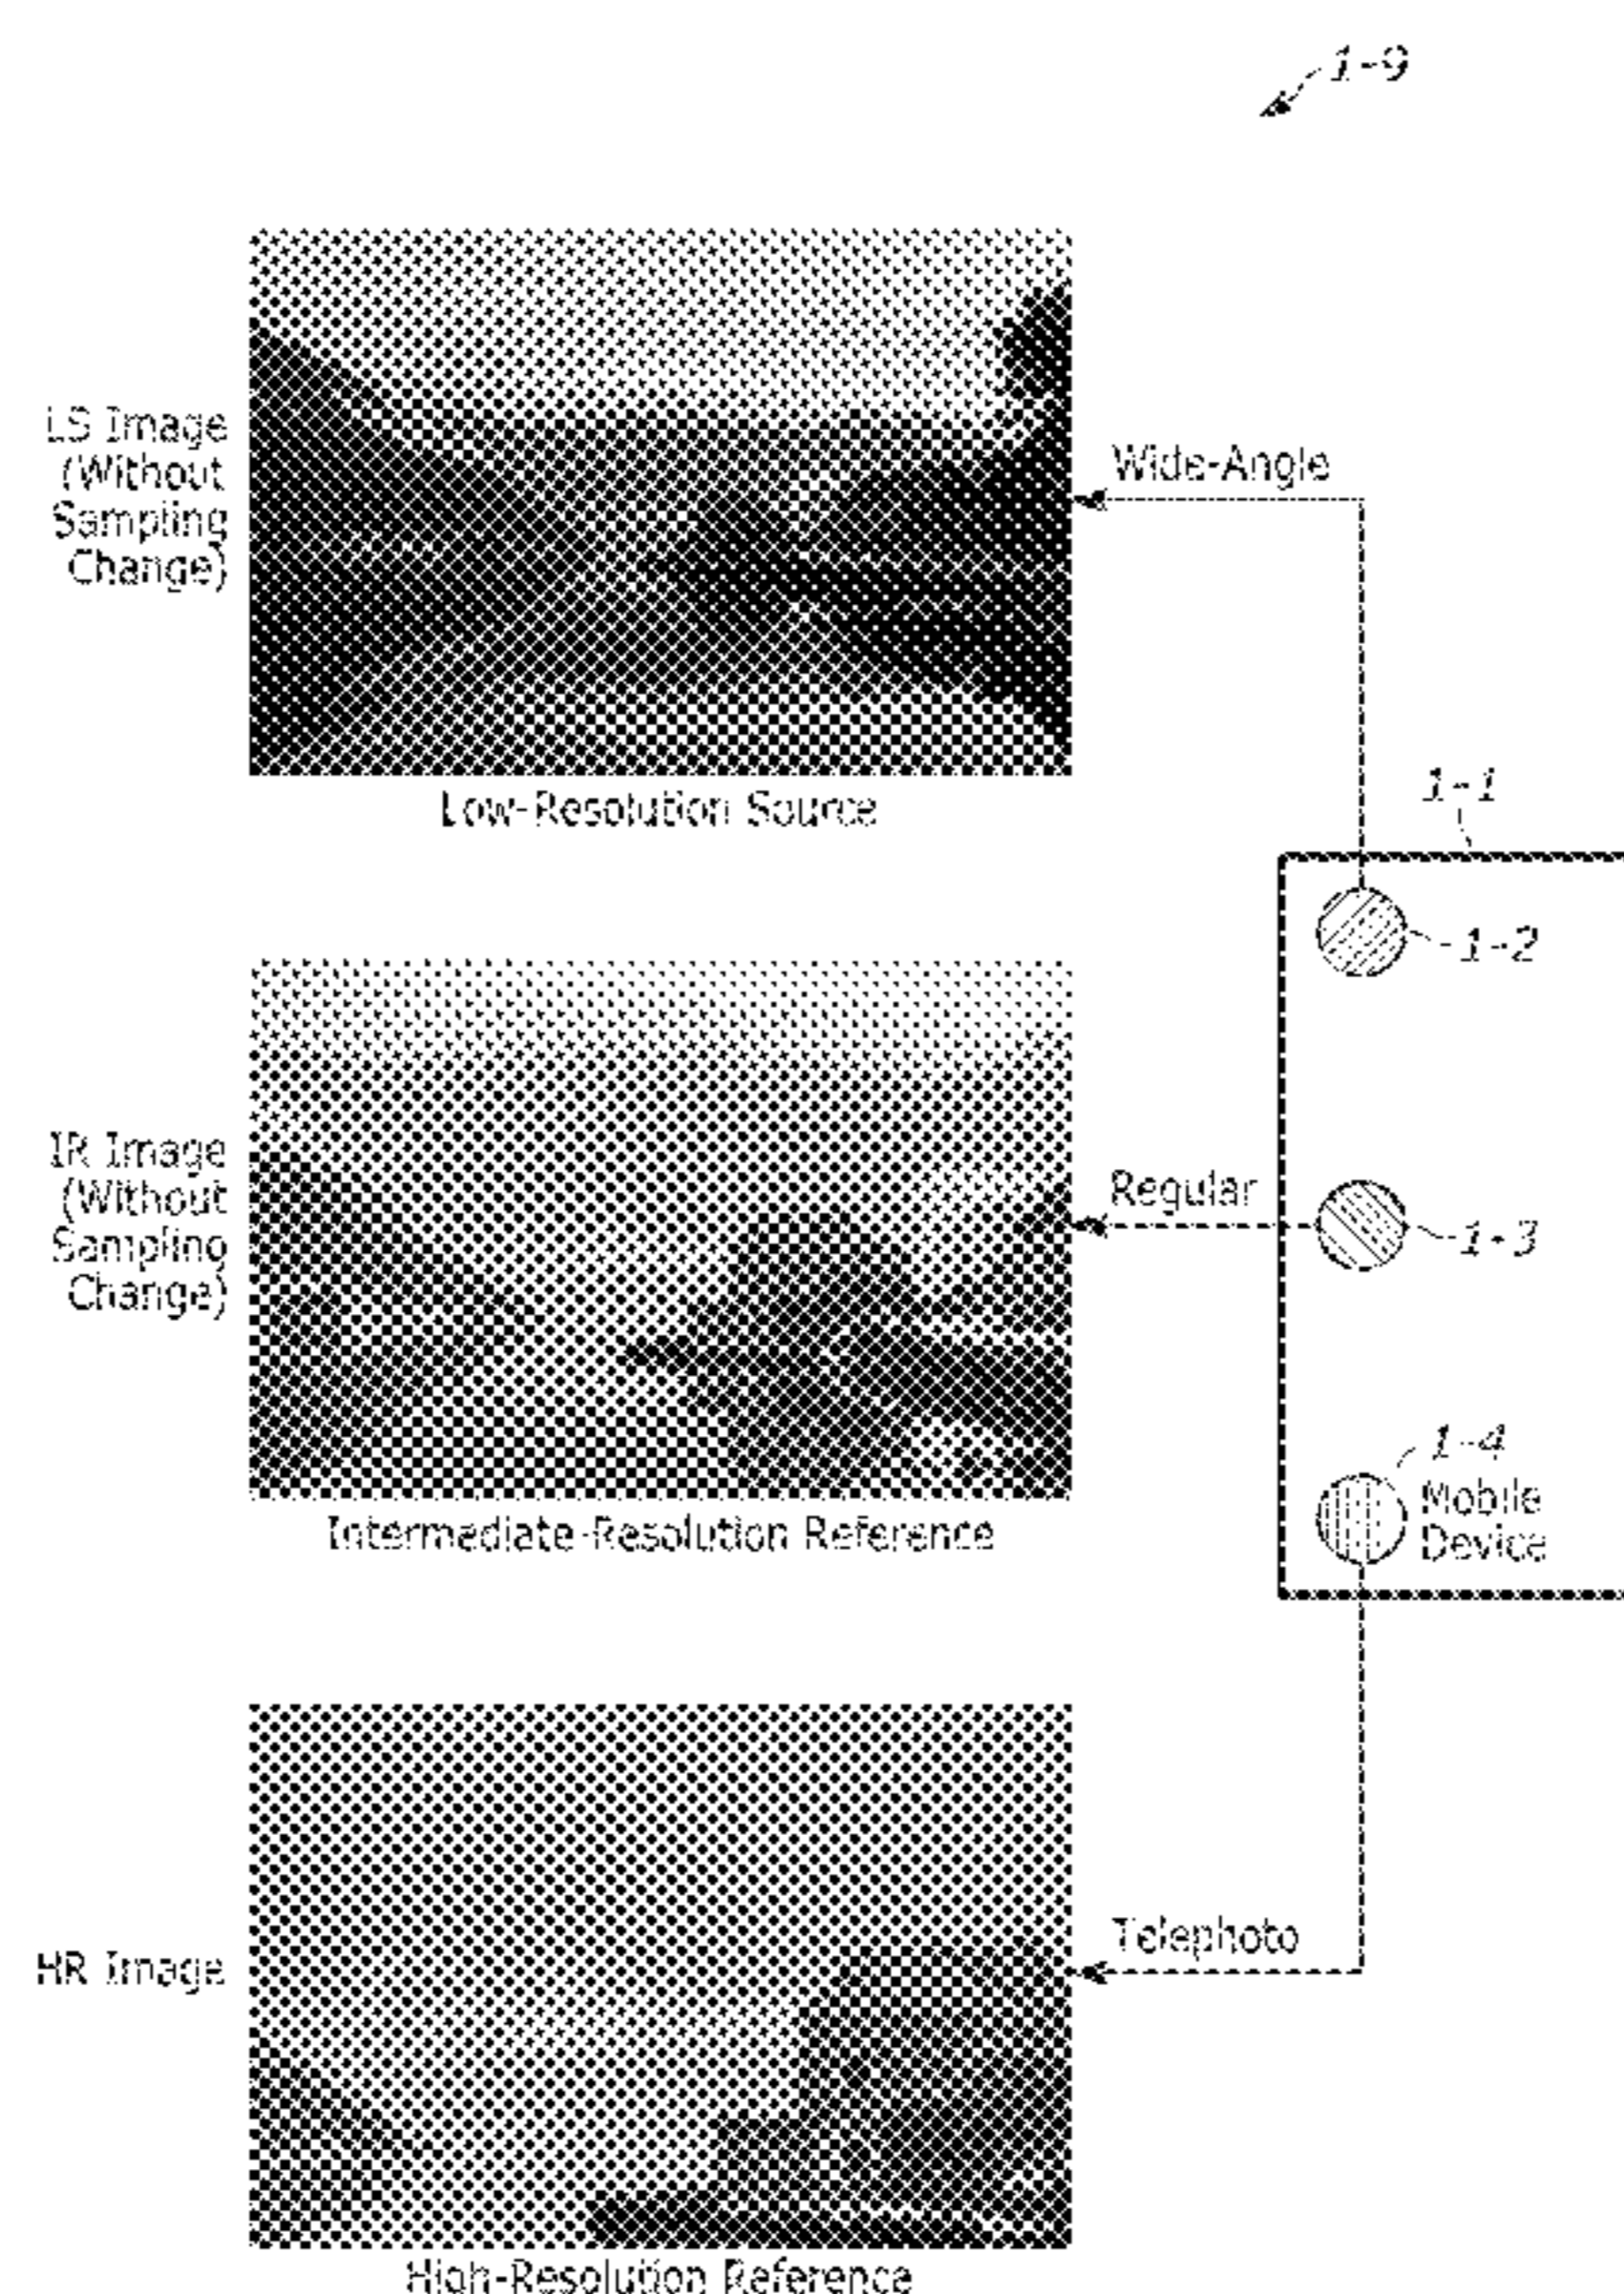 1-9
LS Image
(Without
Sampling
Change)
Wide-Angle
Low-Resolution Source
1-1
1-2
IR Image
(Without
Sampling
Change)
Regular
1-3
Intermediate-Resolution Reference
1-4
Mobile
Device
HR Image
Telephoto
High-Resolution Reference